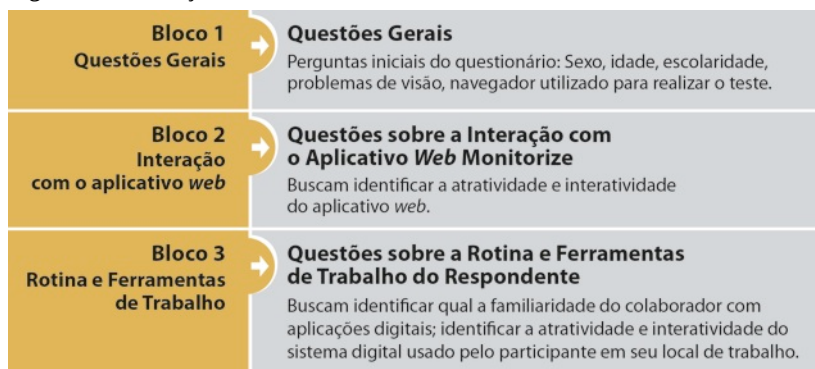 Bloco 1
Questões Gerais
Questões Gerais
Perguntas iniciais do questionário: Sexo, idade, escolaridade,
problemas de visão, navegador utilizado para realizar o teste.
Bloco 2
Interação
com o aplicativo web
Questões sobre a Interação com
o Aplicativo Web Monitorize
Buscam identificar a atratividade e interatividade
do aplicativo web.
Bloco 3
Rotina e Ferramentas
de Trabalho
Questões sobre a Rotina e Ferramentas
de Trabalho do Respondente
Buscam identificar qual a familiaridade do colaborador com
aplicações digitais; identificar a atratividade e interatividade do
sistema digital usado pelo participante em seu local de trabalho.